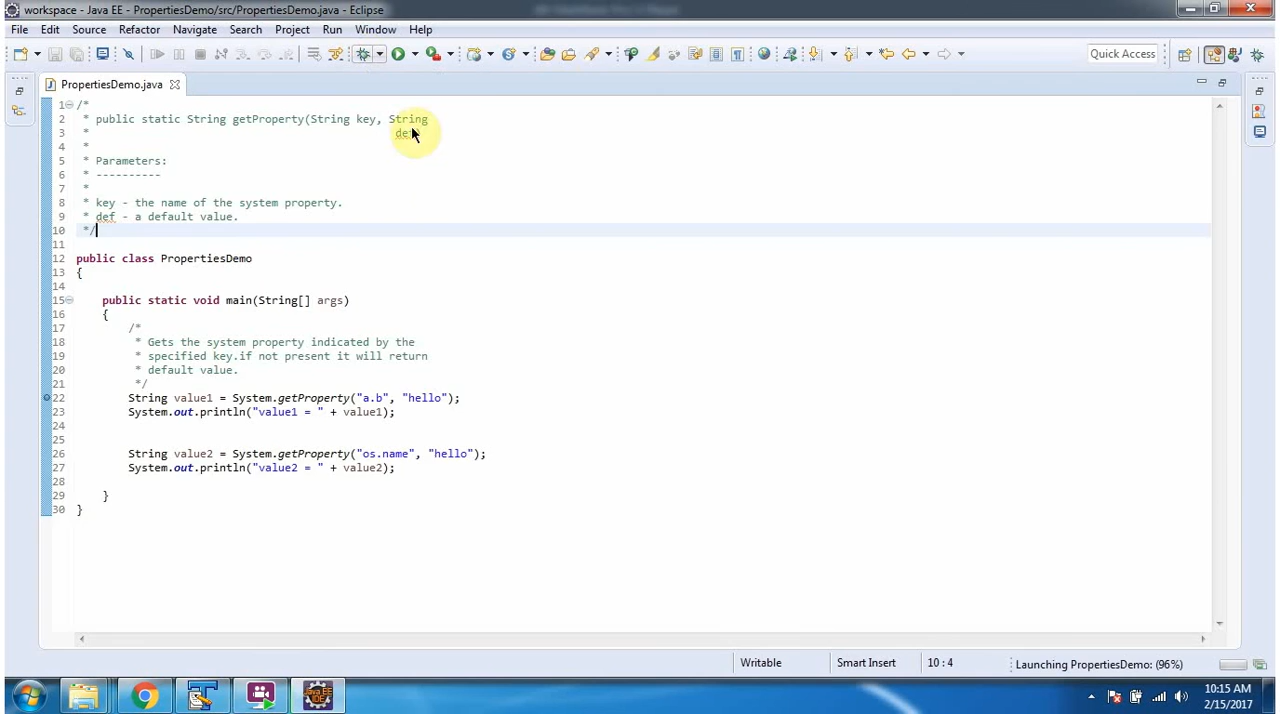 workspace - Java EE - PropertiesDemo/src/PropertiesDemo.java - Eclipse
File Edit Source Refactor Navigate Search Project Run Window Help
Quick Access
PropertiesDemo.java
1 /*
2 * public static String getProperty(String key, String
3 *
4 *
5 * Parameters:
6 * ----------
7 *
8 * key - the name of the system property.
9 * def - a default value.
10 */
11
12 public class PropertiesDemo
13 {
14
15 public static void main(String[] args)
16 {
17 /*
18 * Gets the system property indicated by the
19 * specified key.if not present it will return
20 * default value.
21 */
22 String value1 = System.getProperty("a.b", "hello");
23 System.out.println("value1 = " + value1);
24
25
26 String value2 = System.getProperty("os.name", "hello");
27 System.out.println("value2 = " + value2);
28
29 }
30 }
Writable Smart Insert 10 : 4 Launching PropertiesDemo: (96%)
Java EE
IDE
10:15 AM
2/15/2017